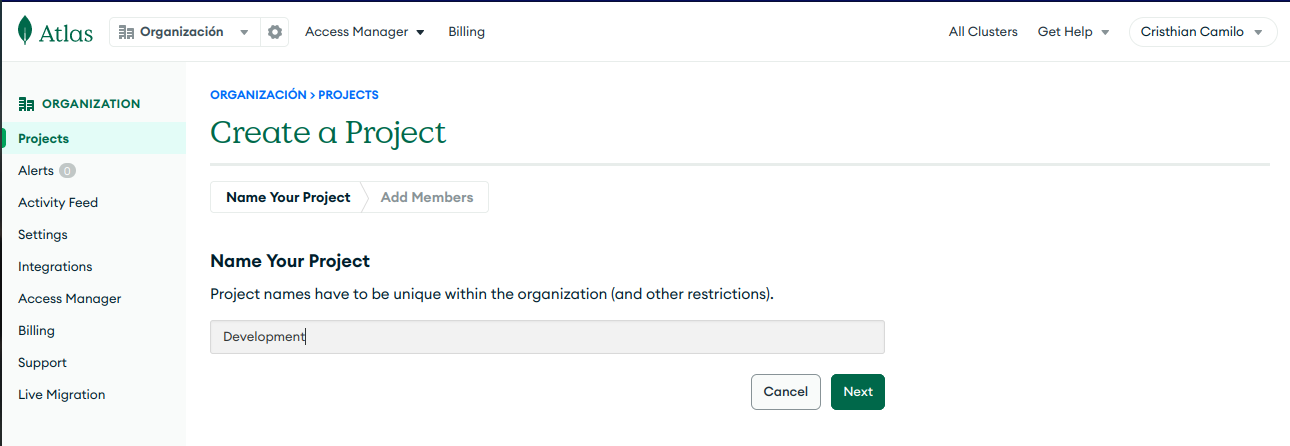 Atlas Organización Access Manager Billing All Clusters Get Help Cristhian Camilo
ORGANIZATION
Projects
Alerts 0
Activity Feed
Settings
Integrations
Access Manager
Billing
Support
Live Migration
ORGANIZACIÓN > PROJECTS
Create a Project
Name Your Project Add Members
Name Your Project
Project names have to be unique within the organization (and other restrictions).
Development
Cancel Next